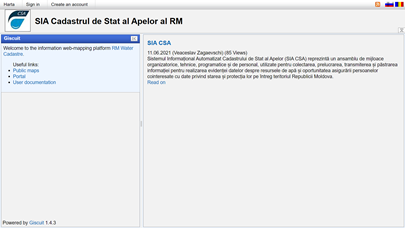 Harta Sign in Create an account
CSA
SIA Cadastrul de Stat al Apelor al RM
Giscuit
Welcome to the information web-mapping platform RM Water
Cadastre.
Useful links:
Public maps
Portal
User documentation
SIA CSA
11.06.2021 (Veaceslav Zagaevschi) (85 Views)
Sistemul Informațional Automatizat Cadastrului de Stat al Apelor (SIA CSA) reprezintă un ansamblu de mijloace
organizatorice, tehnice, programatice și de personal, utilizate pentru colectarea, prelucrarea, transmiterea și păstrarea
informației pentru realizarea evidenței datelor despre resursele de apă și oportunitatea asigurării persoanelor
cointeresate cu date privind starea și protecția lor pe întreg teritoriul Republicii Moldova.
Read on
Powered by Giscuit 1.4.3